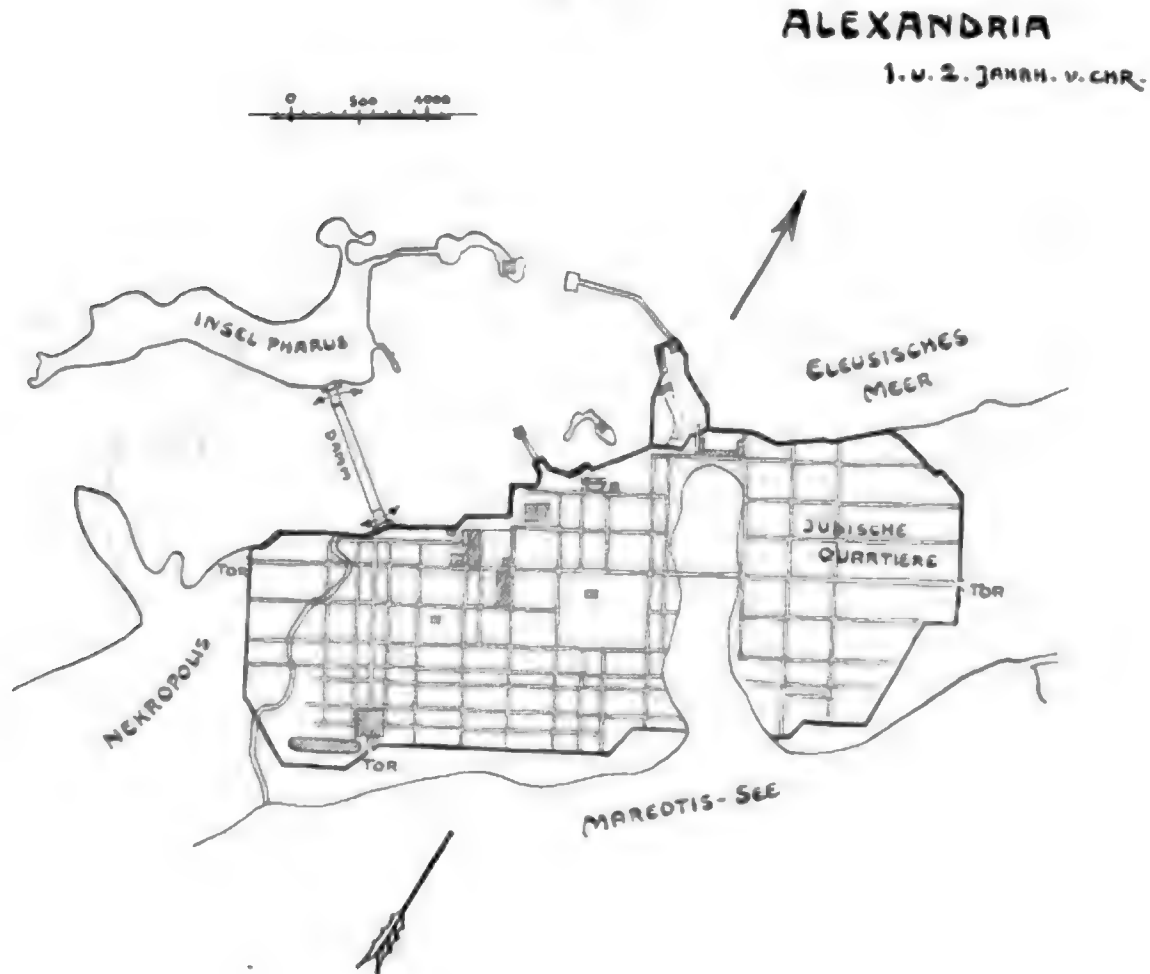 ALEXANDRIA
1. U. 2. JAHRH. V. CHR.
0 500 1000
INSEL PHARUS
ELEUSISCHES
MEER
DAMM
JUDISCHE
QUARTIERE
TOR
TOR
NEKROPOLIS
TOR
MAREOTIS-SEE